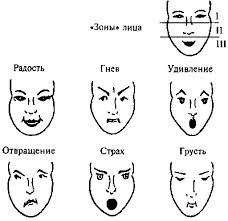 I
«Зоны» лица II
III
Радость Гнев Удивление
Отвращение Страх Грусть